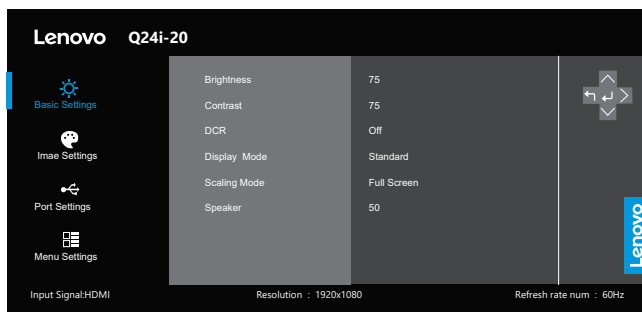 Lenovo Q24i-20
Basic Settings
Imae Settings
Port Settings
Menu Settings
Brightness 75
Contrast 75
DCR Off
Display Mode Standard
Scaling Mode Full Screen
Speaker 50
Lenovo
Input Signal:HDMI Resolution : 1920x1080 Refresh rate num : 60Hz